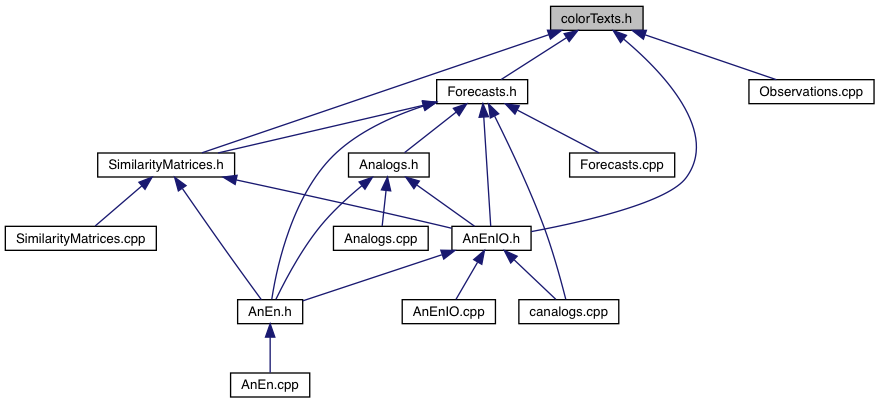 colorTexts.h
Forecasts.h
Observations.cpp
SimilarityMatrices.h
Analogs.h
Forecasts.cpp
SimilarityMatrices.cpp
Analogs.cpp
AnEnIO.h
AnEn.h
AnEnIO.cpp
canalogs.cpp
AnEn.cpp